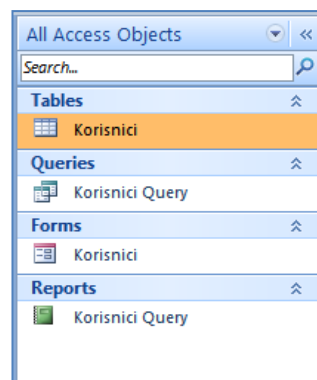 All Access Objects
Search...
Tables
Korisnici
Queries
Korisnici Query
Forms
Korisnici
Reports
Korisnici Query